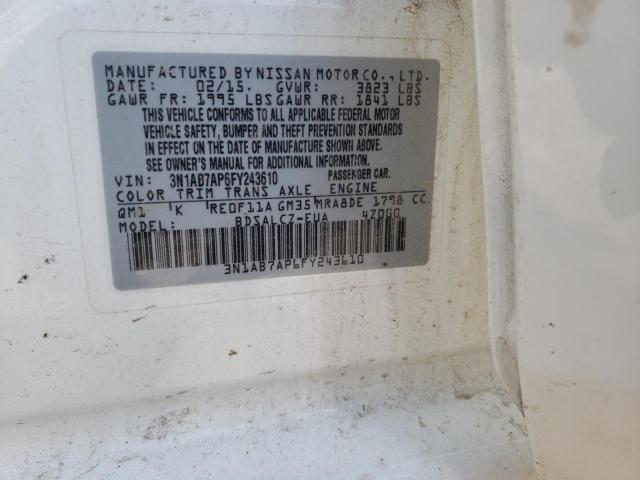 MANUFACTURED BY NISSAN MOTOR CO., LTD.
DATE: 02/15. GVWR: 3823 LBS
GAWR FR: 1995 LBS GAWR RR: 1841 LBS
THIS VEHICLE CONFORMS TO ALL APPLICABLE FEDERAL MOTOR
VEHICLE SAFETY, BUMPER AND THEFT PREVENTION STANDARDS
IN EFFECT ON THE DATE OF MANUFACTURE SHOWN ABOVE.
SEE OWNER'S MANUAL FOR ADDITIONAL INFORMATION.
VIN: 3N1AB7AP6FY243610 PASSENGER CAR.
COLOR TRIM TRANS AXLE ENGINE
QM1 K RE0F11A GM35 MRA8DE 1798 CC
MODEL: BDSALCZ-EUA 4Z000
3N1AB7AP6FY243610